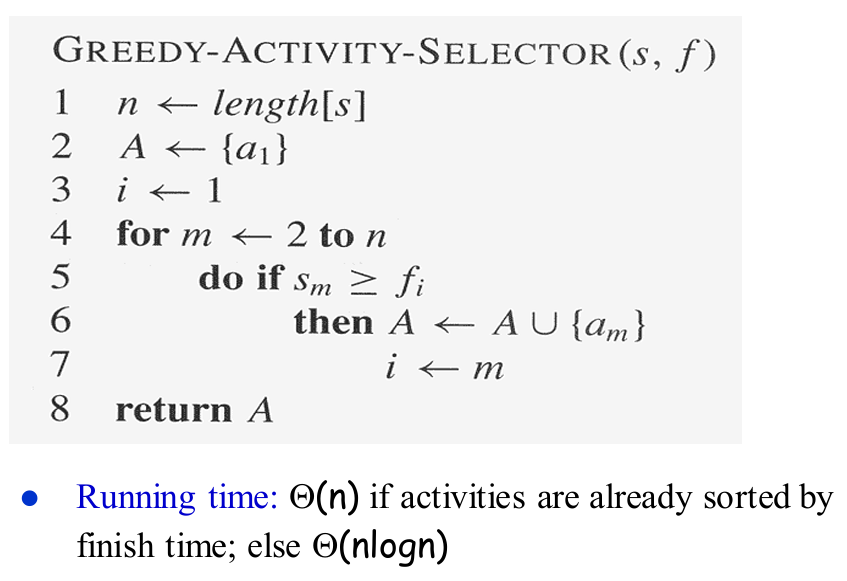 GREEDY-ACTIVITY-SELECTOR(s, f)
1 n ← length[s]
2 A ← {a₁}
3 i ← 1
4 for m ← 2 to n
5 do if sₘ ≥ fᵢ
6 then A ← A ∪ {aₘ}
7 i ← m
8 return A
● Running time: Θ(n) if activities are already sorted by
finish time; else Θ(nlogn)